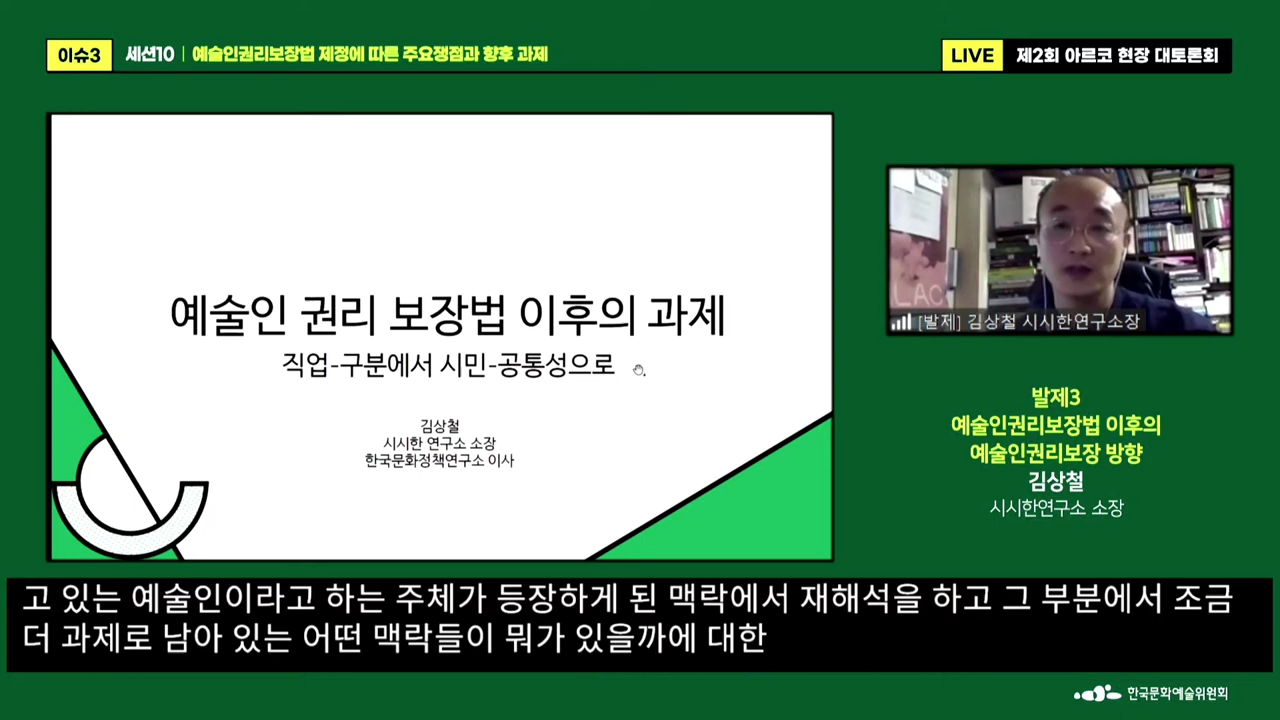 이슈3
세션10 | 예술인권리보장법 제정에 따른 주요쟁점과 향후 과제
LIVE 제2회 아르코 현장 대토론회
예술인 권리 보장법 이후의 과제
직업-구분에서 시민-공통성으로
김상철
시시한 연구소 소장
한국문화정책연구소 이사
LAC
[발제] 김상철 시시한연구소장
발제3
예술인권리보장법 이후의
예술인권리보장 방향
김상철
시시한연구소 소장
고 있는 예술인이라고 하는 주체가 등장하게 된 맥락에서 재해석을 하고 그 부분에서 조금
더 과제로 남아 있는 어떤 맥락들이 뭐가 있을까에 대한
한국문화예술위원회